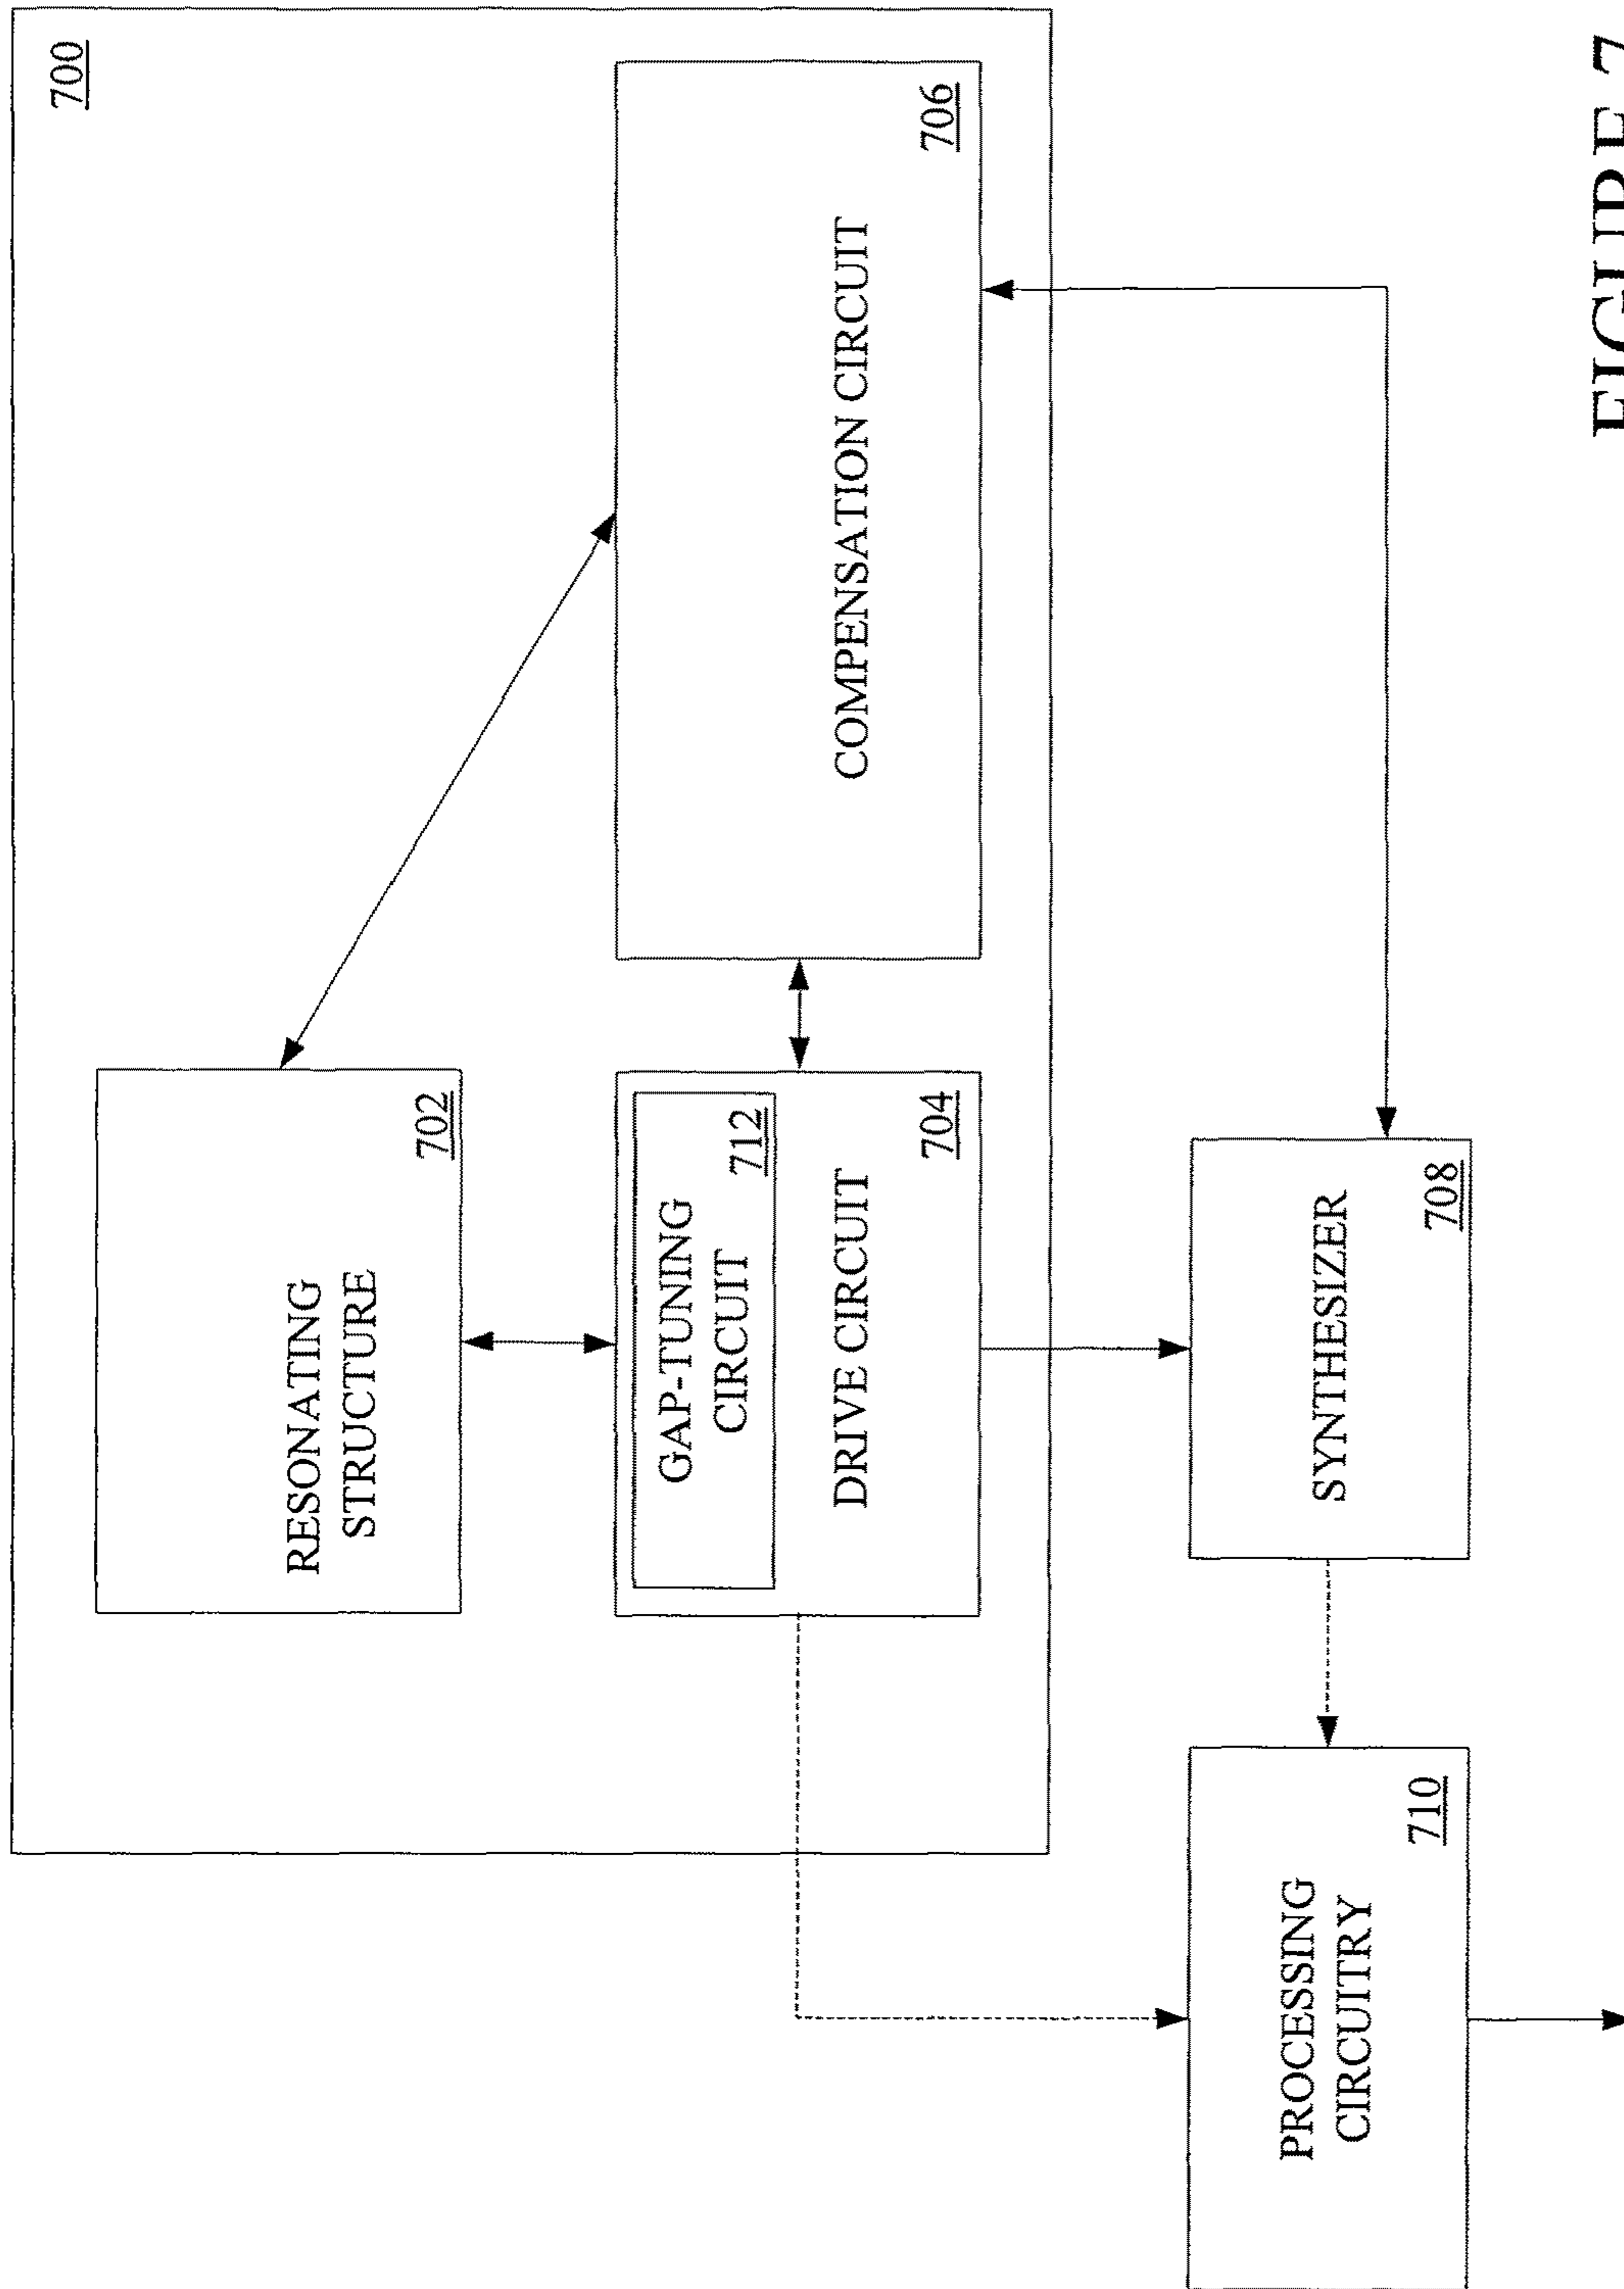 700
RESONATING
STRUCTURE
702
GAP-TUNING
CIRCUIT
712
DRIVE CIRCUIT
704
COMPENSATION CIRCUIT
706
SYNTHESIZER
708
PROCESSING
CIRCUITRY
710
FIGURE 7